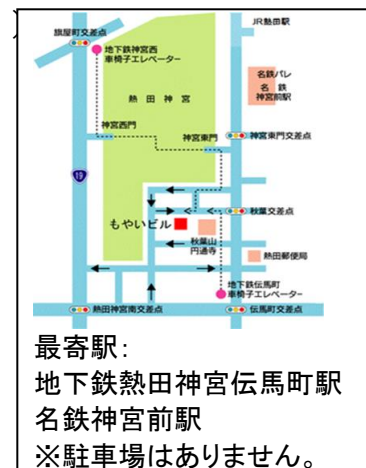 JR熱田駅
旗屋町交差点
地下鉄神宮西
車椅子エレベーター
名鉄パレ
名鉄
神宮前駅
熱田神宮
神宮西門
神宮東門
神宮東門交差点
19
秋葉交差点
もやいビル
秋葉山
円通寺
熱田郵便局
地下鉄伝馬町
車椅子エレベーター
熱田神宮南交差点
伝馬町交差点
最寄駅:
地下鉄熱田神宮伝馬町駅
名鉄神宮前駅
※駐車場はありません。